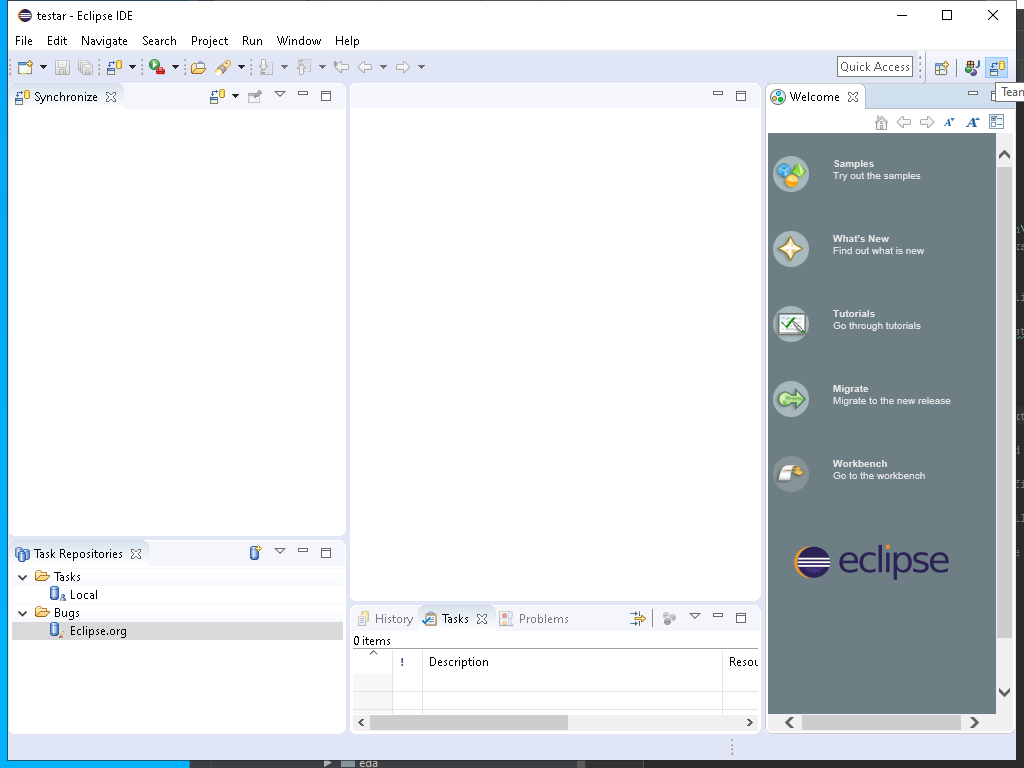 testar - Eclipse IDE
File Edit Navigate Search Project Run Window Help
Quick Access
Synchronize
Welcome
Team
Samples
Try out the samples
What's New
Find out what is new
Tutorials
Go through tutorials
Migrate
Migrate to the new release
Workbench
Go to the workbench
eclipse
Task Repositories
Tasks
Local
Bugs
Eclipse.org
History Tasks Problems
0 items
! Description Resou
eda